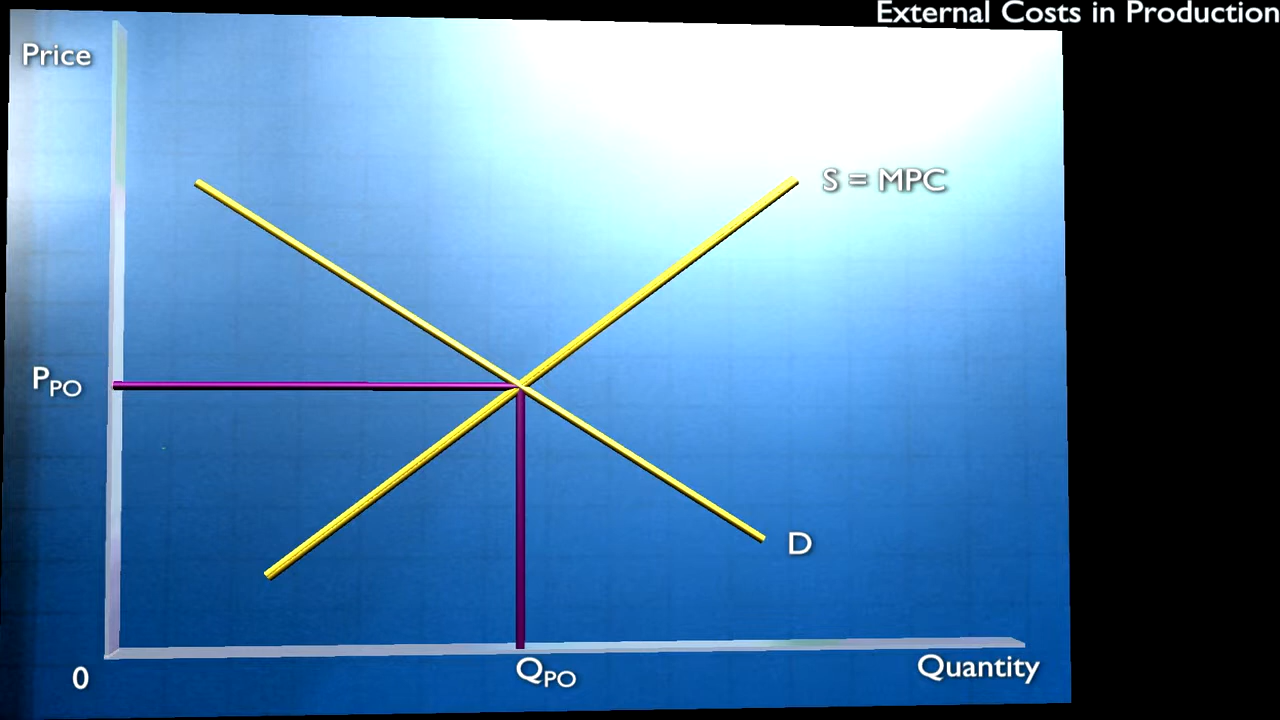 External Costs in Production
Price
S = MPC
PPO
D
0
QPO
Quantity